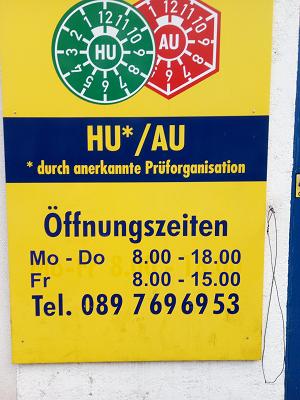 HU AU
HU*/AU
* durch anerkannte Prüforganisation
Öffnungszeiten
Mo - Do 8.00 - 18.00
Fr 8.00 - 15.00
Tel. 089 7696953